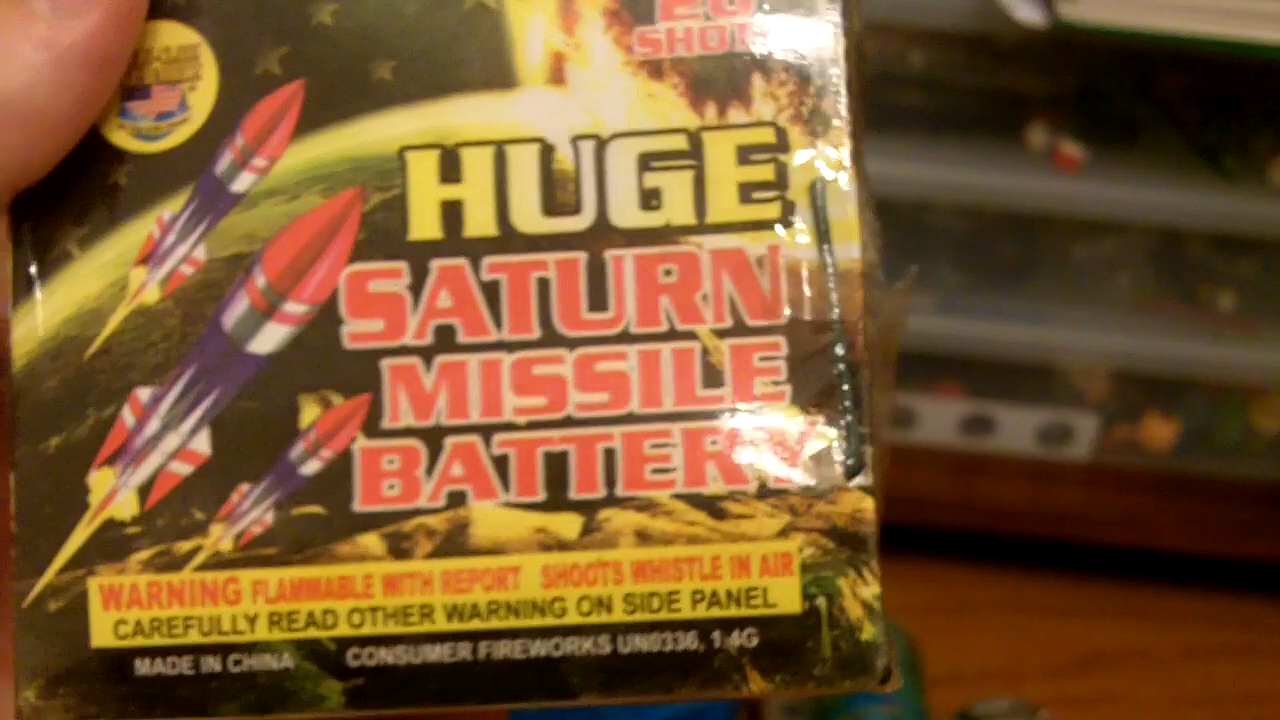 SHOT
HUGE
SATURN
MISSILE
BATTERY
WARNING FLAMMABLE WITH REPORT SHOOTS WHISTLE IN AIR
CAREFULLY READ OTHER WARNING ON SIDE PANEL
MADE IN CHINA CONSUMER FIREWORKS UN0336, 1.4G